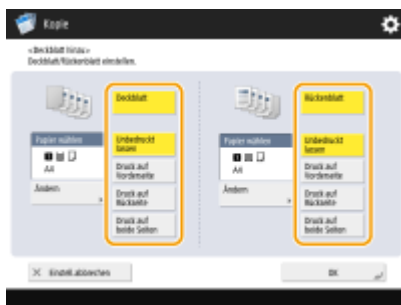 Kopie
<Deckblatt hinzu>
Deckblatt/Rückenblatt einstellen.
Deckblatt
Rückenblatt
Papier wählen
Unbedruckt lassen
Papier wählen
Unbedruckt lassen
1
A4
Druck auf Vorderseite
1
A4
Druck auf Vorderseite
Ändern
Druck auf Rückseite
Ändern
Druck auf Rückseite
Druck auf beide Seiten
Druck auf beide Seiten
Einstell. abbrechen
OK